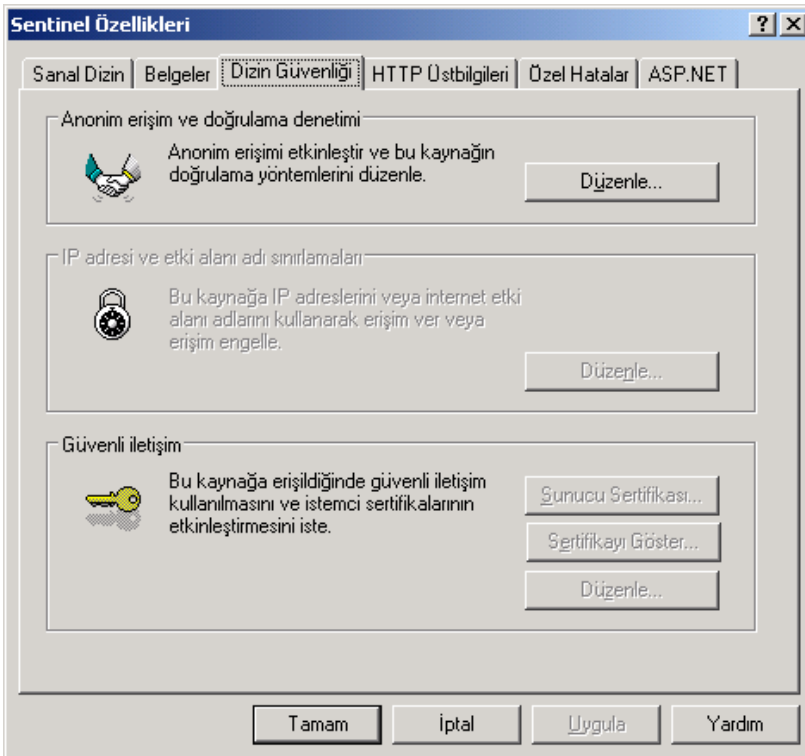 Sentinel Özellikleri
Sanal Dizin Belgeler Dizin Güvenliği HTTP Üstbilgileri Özel Hatalar ASP.NET
Anonim erişim ve doğrulama denetimi
Anonim erişimi etkinleştir ve bu kaynağın
doğrulama yöntemlerini düzenle.
Düzenle...
IP adresi ve etki alanı adı sınırlamaları
Bu kaynağa IP adreslerini veya internet etki
alanı adlarını kullanarak erişim ver veya
erişim engelle.
Düzenle...
Güvenli iletişim
Bu kaynağa erişildiğinde güvenli iletişim
kullanılmasını ve istemci sertifikalarının
etkinleştirmesini iste.
Sunucu Sertifikası...
Sertifikayı Göster...
Düzenle...
Tamam İptal Uygula Yardım